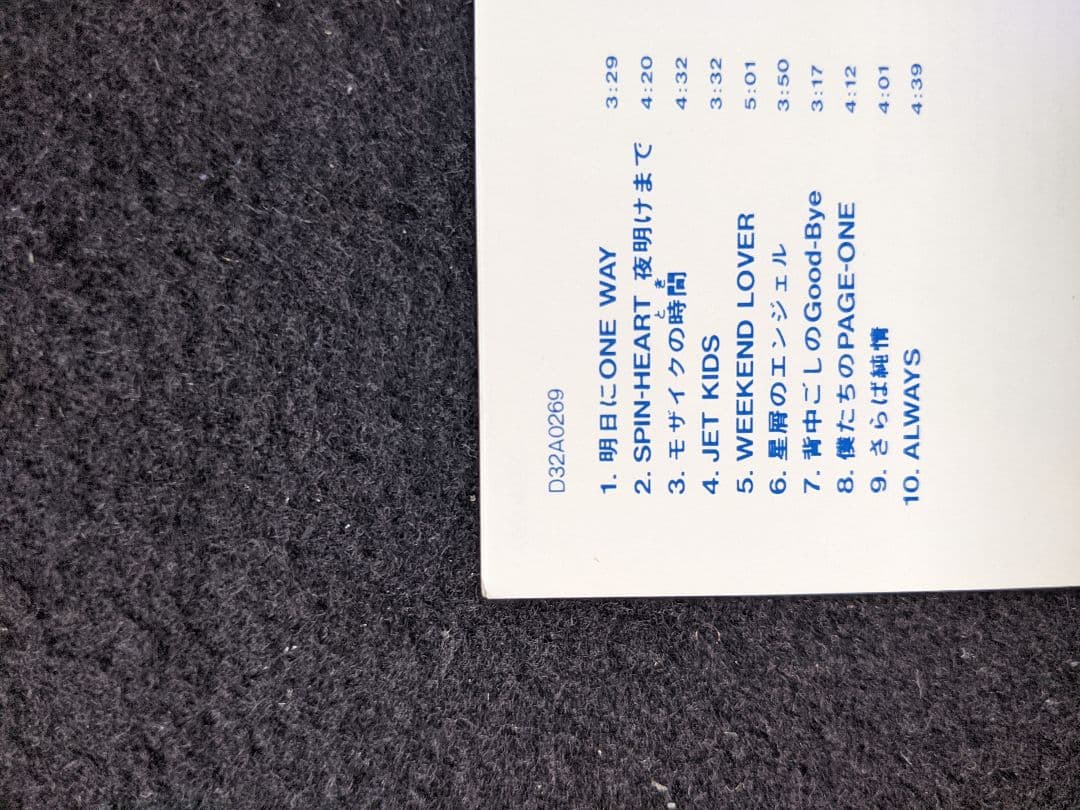 D32A0269
1. 明日にONE WAY 3:29
2. SPIN-HEART 夜明けまで 4:20
3. モザイクの時間 4:32
とき
4. JET KIDS 3:32
5. WEEKEND LOVER 5:01
6. 星屑のエンジェル 3:50
7. 背中ごしのGood-Bye 3:17
8. 僕たちのPAGE-ONE 4:12
9. さらば純情 4:01
10. ALWAYS 4:39